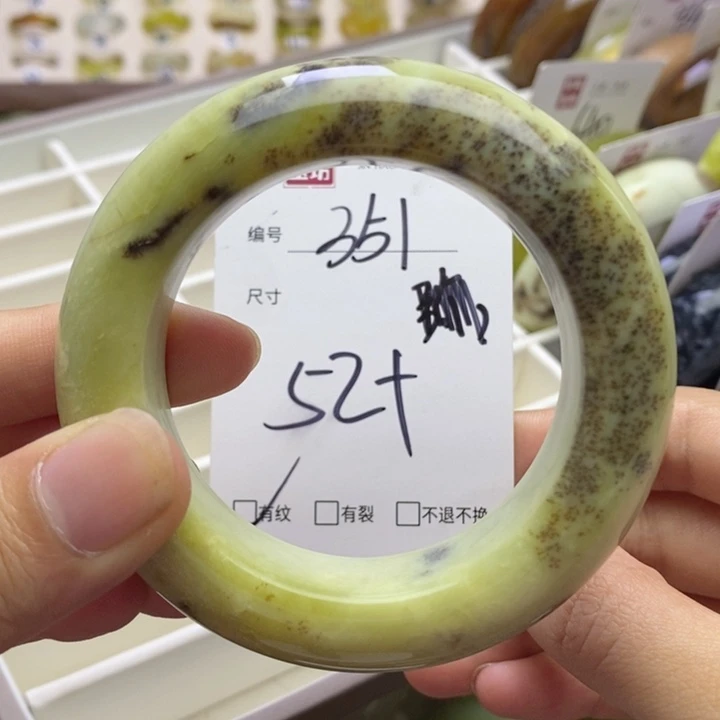 编号 351
尺寸
52+
有纹 有裂 不退不换